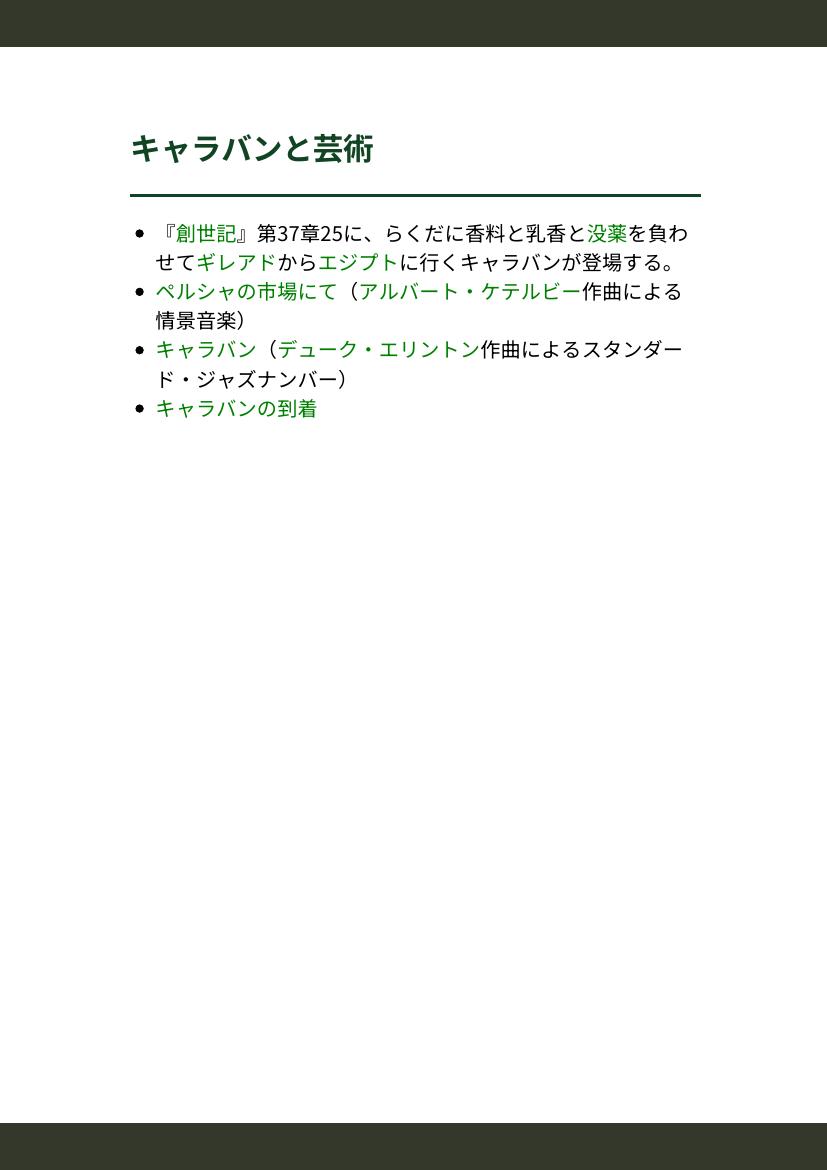 キャラバンと芸術
• 『創世記』第37章25に、らくだに香料と乳香と没薬を負わ
せてギレアドからエジプトに行くキャラバンが登場する。
• ペルシャの市場にて（アルバート・ケテルビー作曲による
情景音楽）
• キャラバン（デューク・エリントン作曲によるスタンダー
ド・ジャズナンバー）
• キャラバンの到着